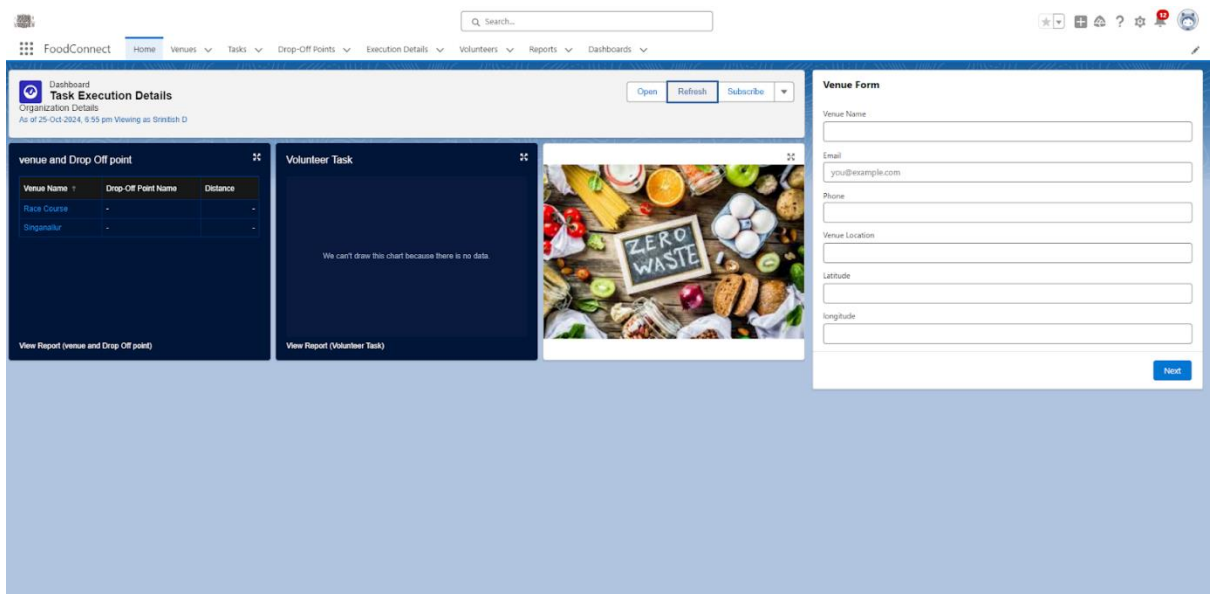 Search...
12
FoodConnect Home Venues Tasks Drop-Off Points Execution Details Volunteers Reports Dashboards
Dashboard
Task Execution Details
Organization Details
As of 25-Oct-2024, 6:55 pm Viewing as Srinitish D
Open Refresh Subscribe
venue and Drop Off point
Venue Name ↑ Drop-Off Point Name Distance
Race Course - -
Singanallur - -
View Report (venue and Drop Off point)
Volunteer Task
We can't draw this chart because there is no data.
View Report (Volunteer Task)
ZERO
WASTE
Venue Form
Venue Name
Email
you@example.com
Phone
Venue Location
Latitude
longitude
Next